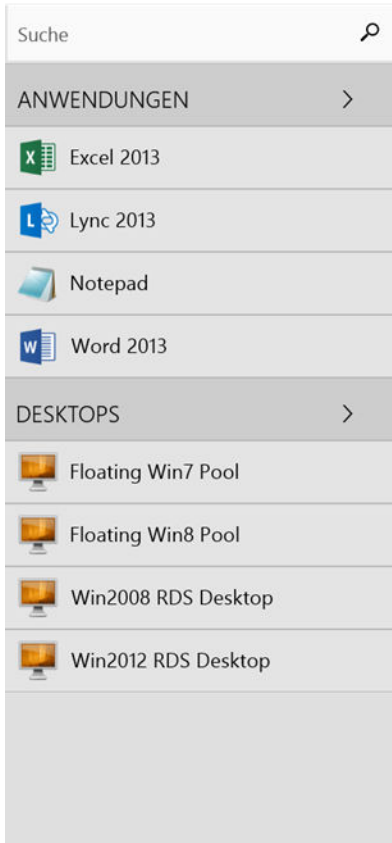 Suche
ANWENDUNGEN
Excel 2013
Lync 2013
Notepad
Word 2013
DESKTOPS
Floating Win7 Pool
Floating Win8 Pool
Win2008 RDS Desktop
Win2012 RDS Desktop